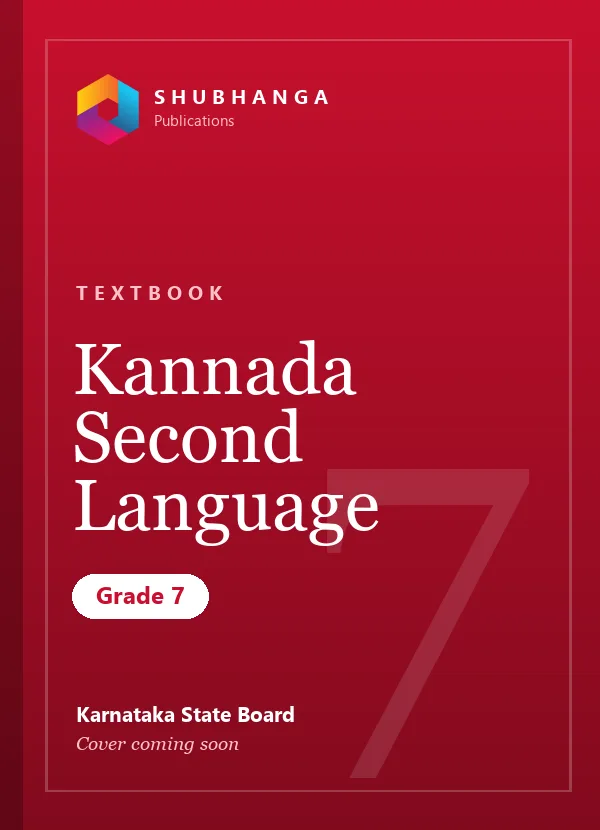 SHUBHANGA
Publications
TEXTBOOK
Kannada
Second
Language
7
Grade 7
Karnataka State Board
Cover coming soon